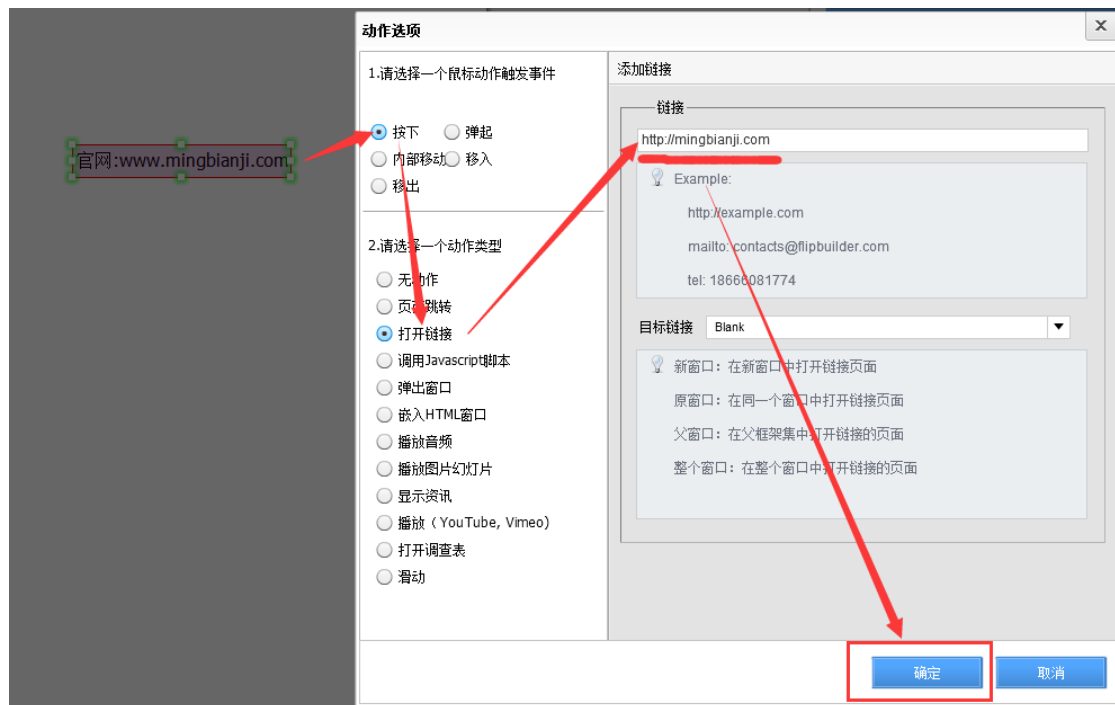 动作选项
X
官网:www.mingbianji.com
1.请选择一个鼠标动作触发事件
按下 弹起
内部移动 移入
移出
2.请选择一个动作类型
无动作
页面跳转
打开链接
调用Javascript脚本
弹出窗口
嵌入HTML窗口
播放音频
播放图片幻灯片
显示资讯
播放（YouTube, Vimeo)
打开调查表
滑动
添加链接
链接
http://mingbianji.com
Example:
http://example.com
mailto: contacts@flipbuilder.com
tel: 18666081774
目标链接 Blank
新窗口：在新窗口中打开链接页面
原窗口：在同一个窗口中打开链接页面
父窗口：在父框架集中打开链接的页面
整个窗口：在整个窗口中打开链接的页面
确定 取消